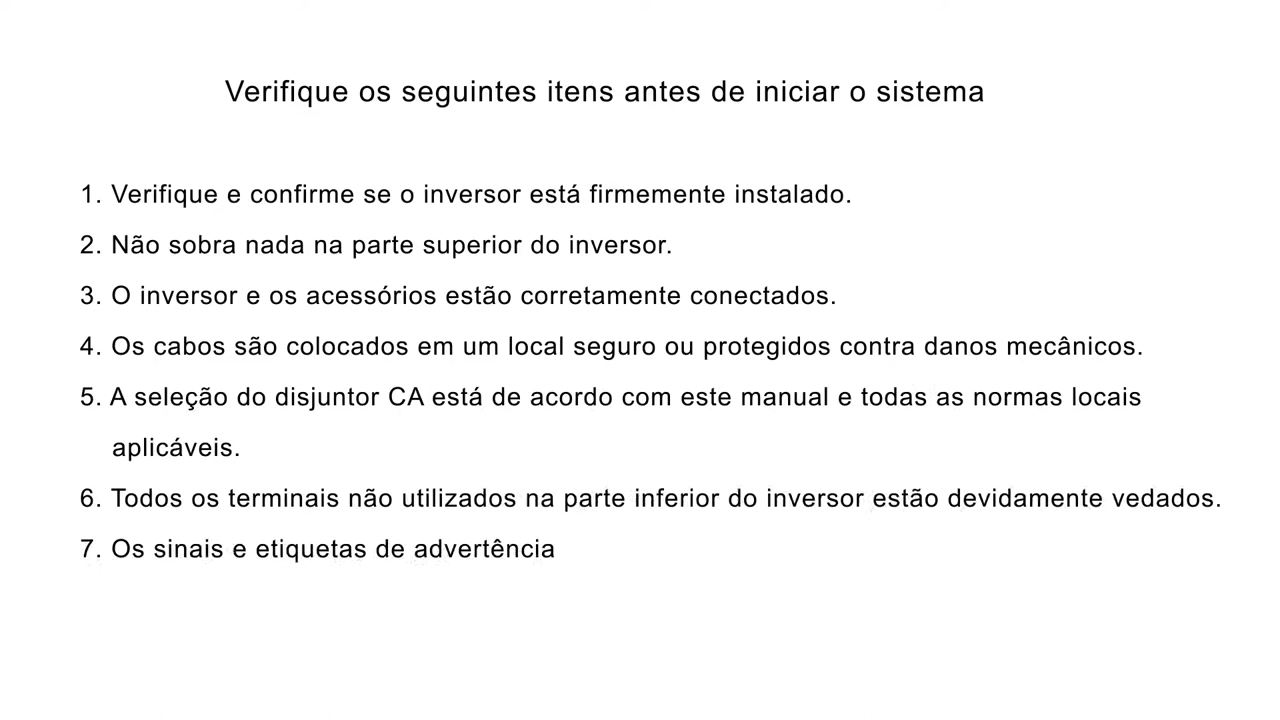 Verifique os seguintes itens antes de iniciar o sistema
1. Verifique e confirme se o inversor está firmemente instalado.
2. Não sobra nada na parte superior do inversor.
3. O inversor e os acessórios estão corretamente conectados.
4. Os cabos são colocados em um local seguro ou protegidos contra danos mecânicos.
5. A seleção do disjuntor CA está de acordo com este manual e todas as normas locais
aplicáveis.
6. Todos os terminais não utilizados na parte inferior do inversor estão devidamente vedados.
7. Os sinais e etiquetas de advertência